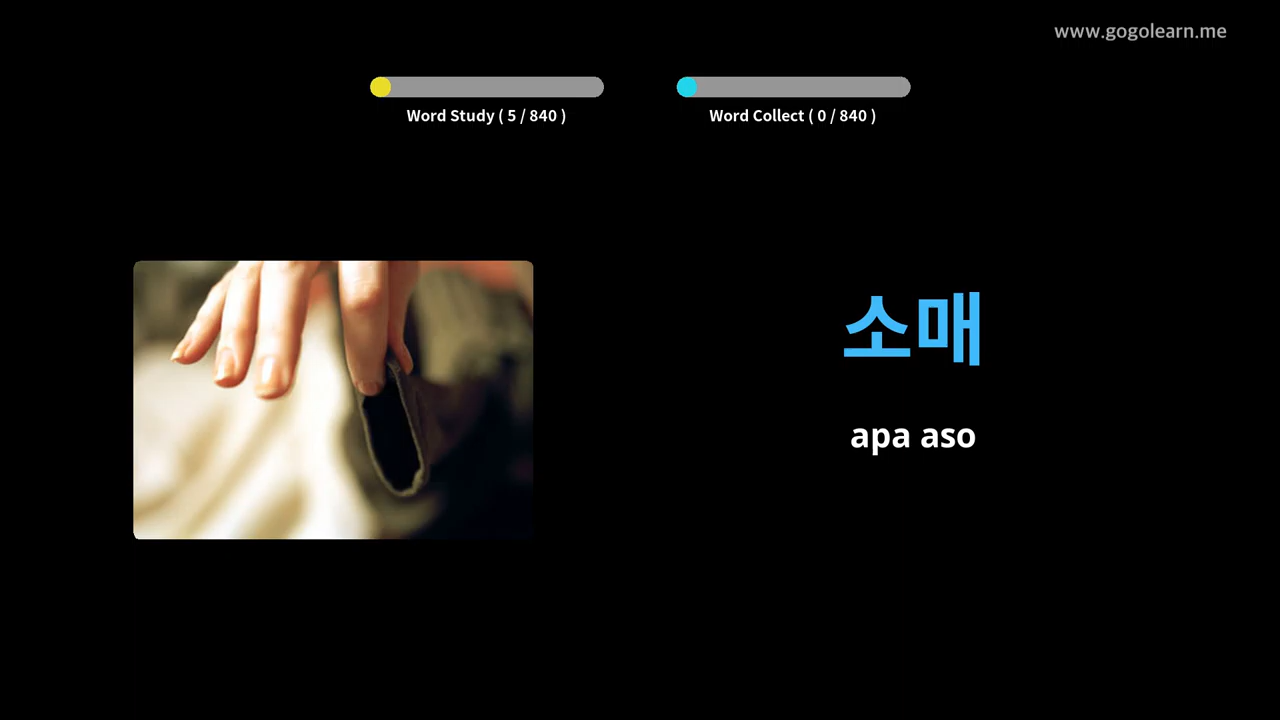 www.gogolearn.me
Word Study ( 5 / 840 )
Word Collect ( 0 / 840 )
소매
apa aso